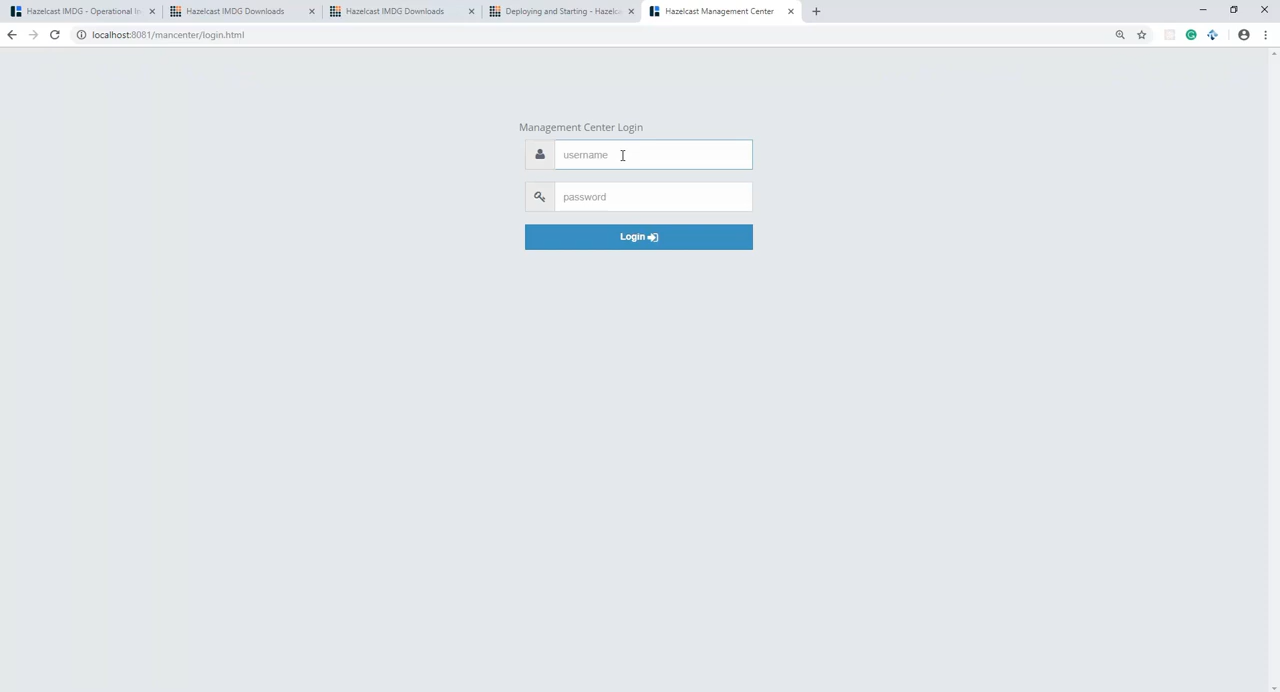 Hazelcast IMDG - Operational In
Hazelcast IMDG Downloads
Hazelcast IMDG Downloads
Deploying and Starting - Hazelca
Hazelcast Management Center
localhost:8081/mancenter/login.html
Management Center Login
username
password
Login